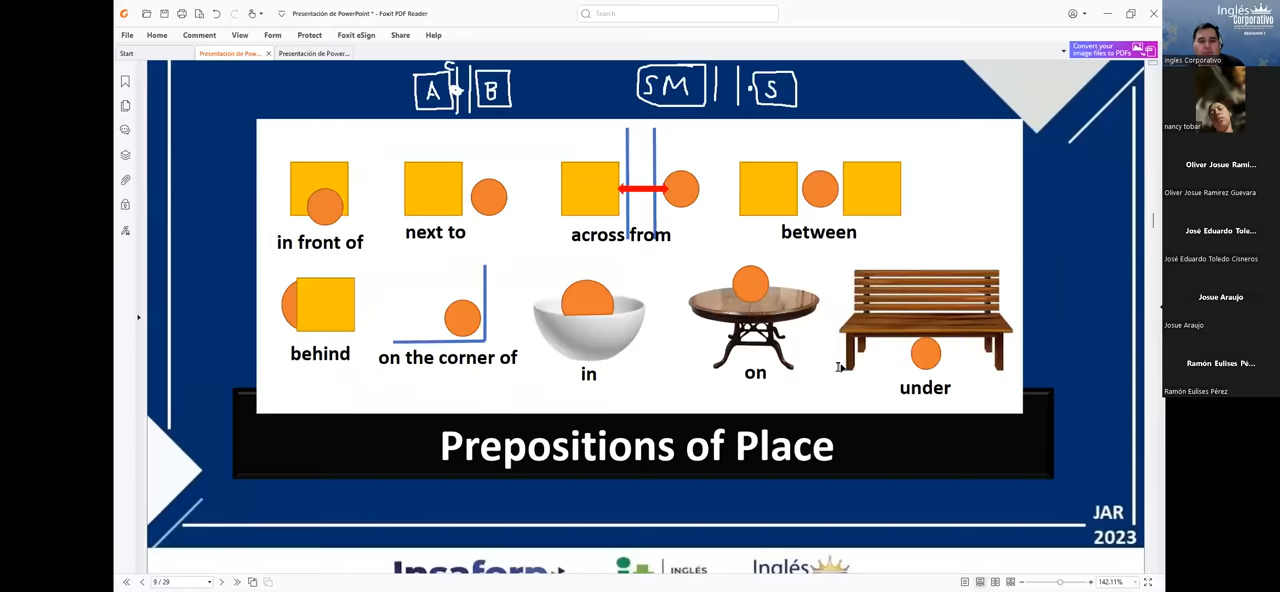 Presentación de PowerPoint * - Foxit PDF Reader
Search
File Home Comment View Form Protect Foxit eSign Share Help
Convert your
image files to PDFs
Start
Presentación de Pow...
Presentación de Power...
A B
SM S
in front of
next to
across from
between
behind
on the corner of
in
on
under
Prepositions of Place
JAR
2023
Insaforp
INGLÉS
Inglés
9 / 29
142.11%
Inglés
Corporativo
Ingles Corporativo
nancy tobar
Oliver Josue Rami...
Oliver Josue Ramirez Guevara
José Eduardo Tole...
José Eduardo Toledo Cisneros
Josue Araujo
Josue Araujo
Ramón Eulises Pé...
Ramón Eulises Pérez